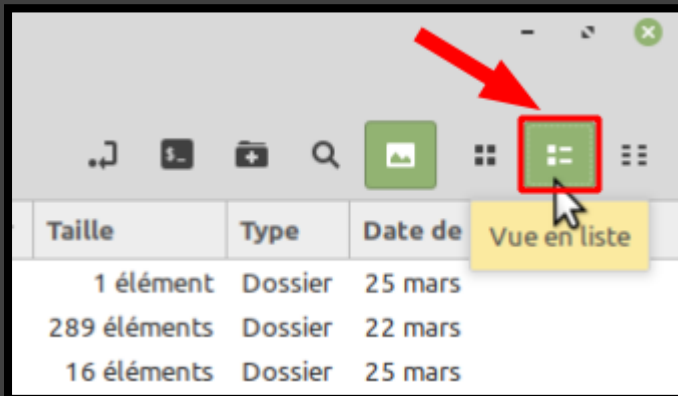 $_
Taille Type Date de
Vue en liste
1 élément Dossier 25 mars
289 éléments Dossier 22 mars
16 éléments Dossier 25 mars